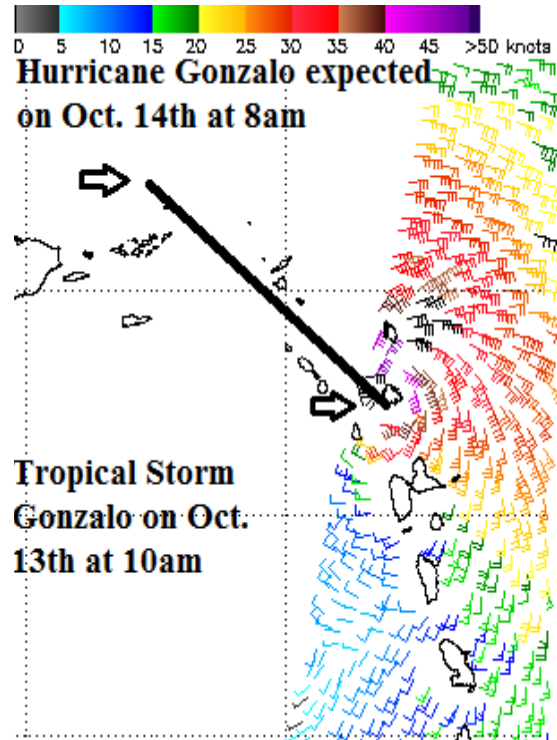 0 5 10 15 20 25 30 35 40 45 >50 knots
Hurricane Gonzalo expected
on Oct. 14th at 8am
Tropical Storm
Gonzalo on Oct.
13th at 10am